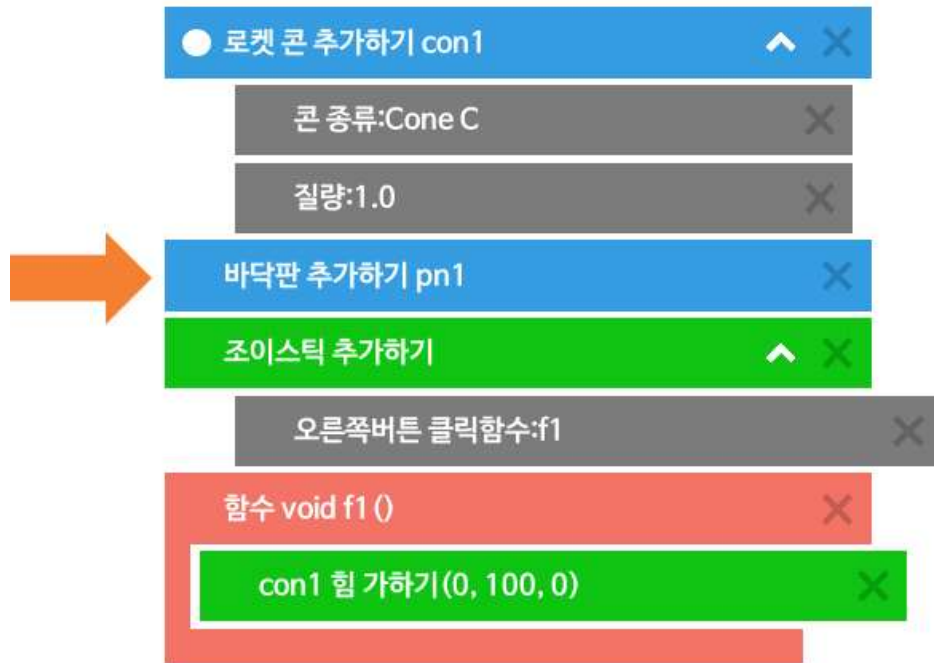 로켓 콘 추가하기 con1
콘 종류:Cone C
질량:1.0
바닥판 추가하기 pn1
조이스틱 추가하기
오른쪽버튼 클릭함수:f1
함수 void f1 ()
con1 힘 가하기(0, 100, 0)